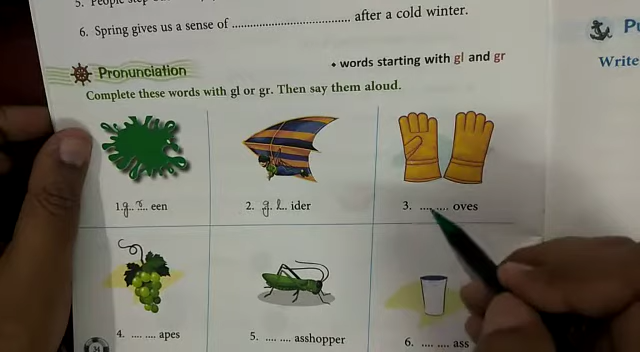 6. Spring gives us a sense of .................................... after a cold winter.
Pronunciation
• words starting with gl and gr
Complete these words with gl or gr. Then say them aloud.
Write
1. g r een
2. g l ider
3. .... .... oves
4. .... .... apes
5. .... .... asshopper
6. .... .... ass
34